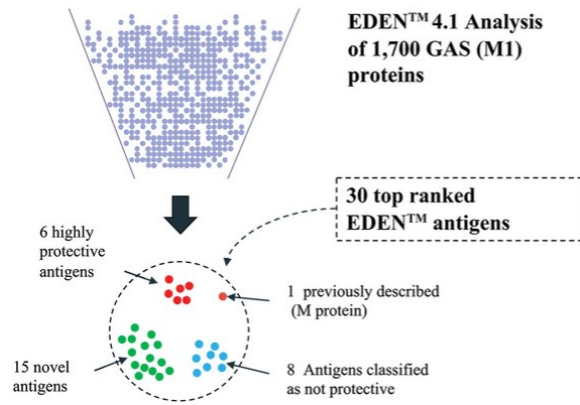 EDEN™ 4.1 Analysis
of 1,700 GAS (M1)
proteins
30 top ranked
EDEN™ antigens
6 highly
protective
antigens
1 previously described
(M protein)
15 novel
antigens
8 Antigens classified
as not protective